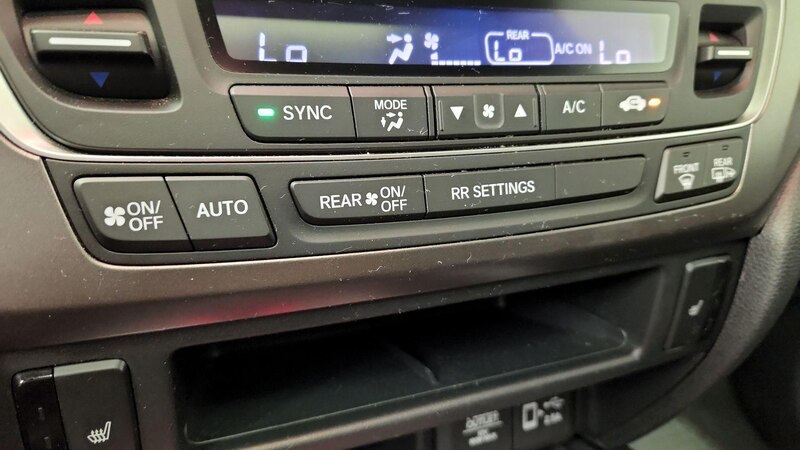 Lo
REAR
Lo
A/C ON
Lo
SYNC
MODE
A/C
ON/
OFF
AUTO
REAR
ON/
OFF
RR SETTINGS
FRONT
REAR